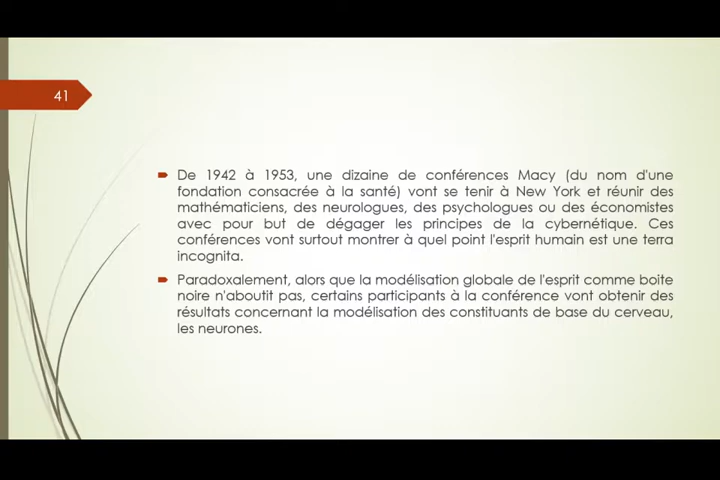 41
De 1942 à 1953, une dizaine de conférences Macy (du nom d'une
fondation consacrée à la santé) vont se tenir à New York et réunir des
mathématiciens, des neurologues, des psychologues ou des économistes
avec pour but de dégager les principes de la cybernétique. Ces
conférences vont surtout montrer à quel point l'esprit humain est une terra
incognita.
Paradoxalement, alors que la modélisation globale de l'esprit comme boite
noire n'aboutit pas, certains participants à la conférence vont obtenir des
résultats concernant la modélisation des constituants de base du cerveau,
les neurones.